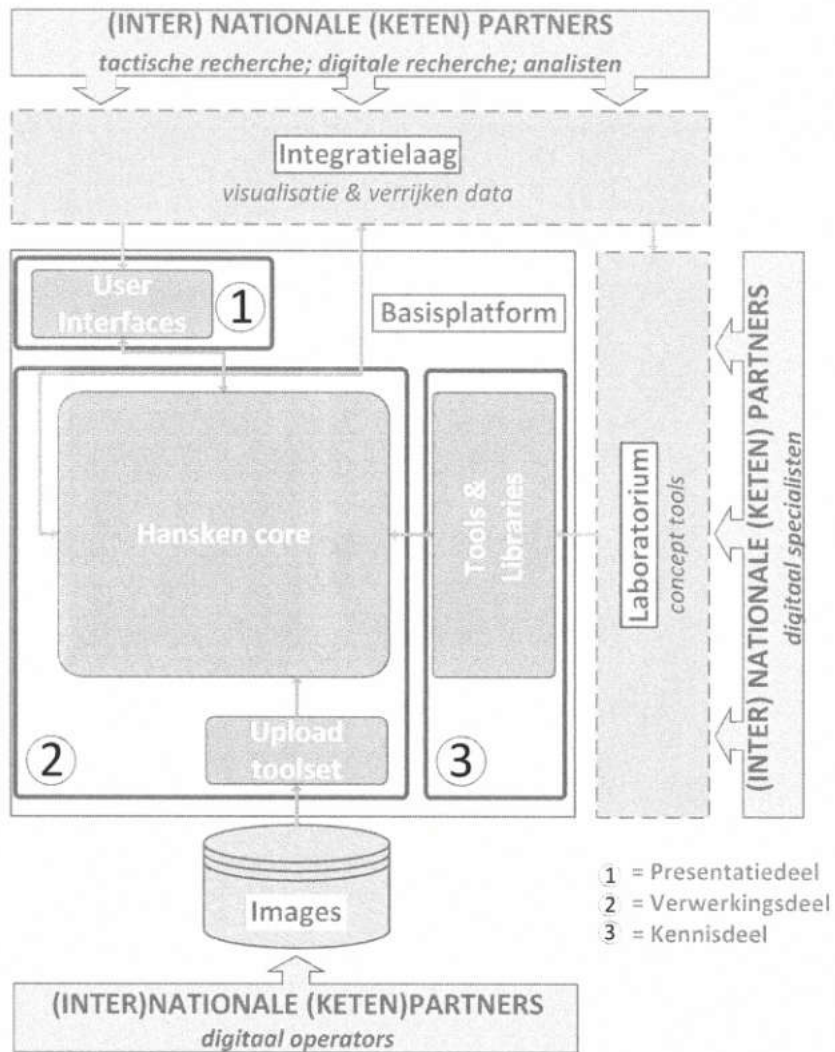 (INTER) NATIONALE (KETEN) PARTNERS
tactische recherche; digitale recherche; analisten
Integratielaag
visualisatie & verrijken data
User
Interfaces
1
Basisplatform
Hansken core
Tools &
Libraries
Laboratorium
concept tools
(INTER) NATIONALE (KETEN) PARTNERS
digitaal specialisten
Upload
toolset
2
3
Images
1 = Presentatiedeel
2 = Verwerkingsdeel
3 = Kennisdeel
(INTER)NATIONALE (KETEN)PARTNERS
digitaal operators